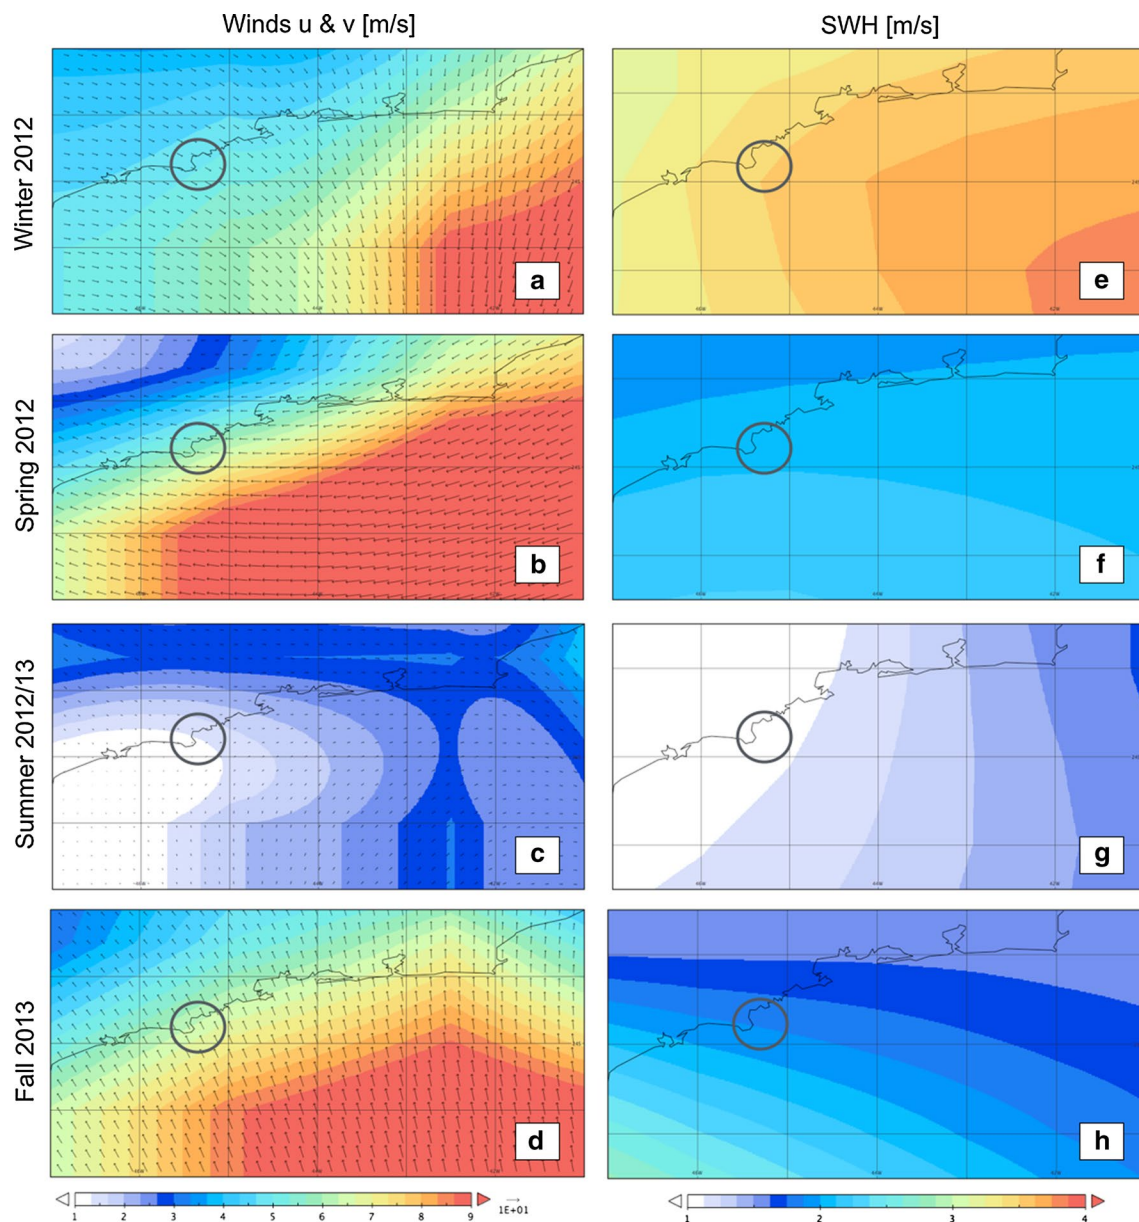 Winds u & v [m/s]
SWH [m/s]
Winter 2012
a
e
Spring 2012
b
f
Summer 2012/13
c
g
Fall 2013
d
h
1 2 3 4 5 6 7 8 9
1E+01
1 2 3 4